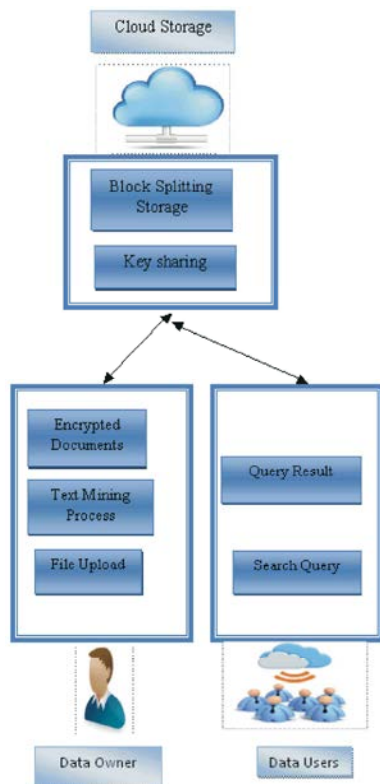 Cloud Storage
Block Splitting
Storage
Key sharing
Encrypted
Documents
Text Mining
Process
File Upload
Query Result
Search Query
Data Owner
Data Users